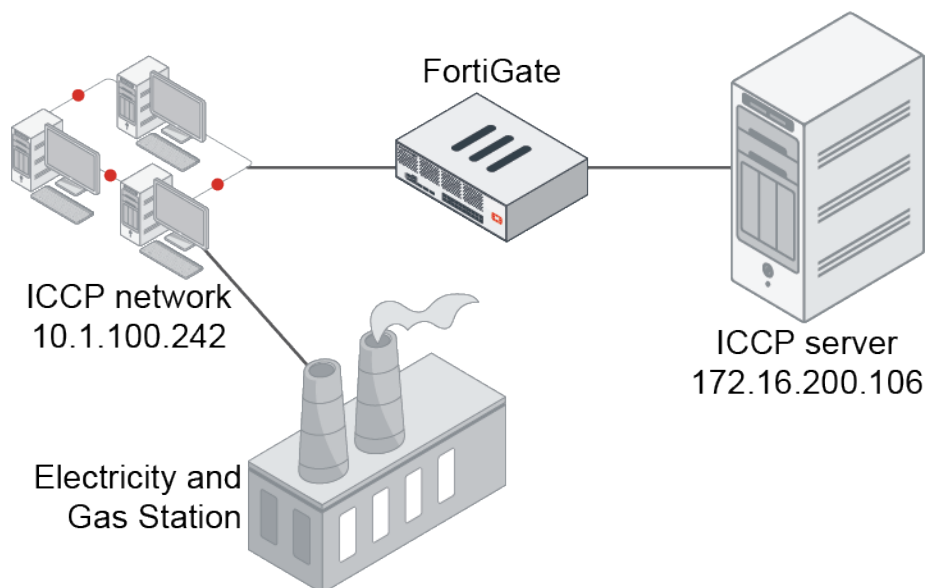 FortiGate
ICCP network
10.1.100.242
ICCP server
172.16.200.106
Electricity and
Gas Station